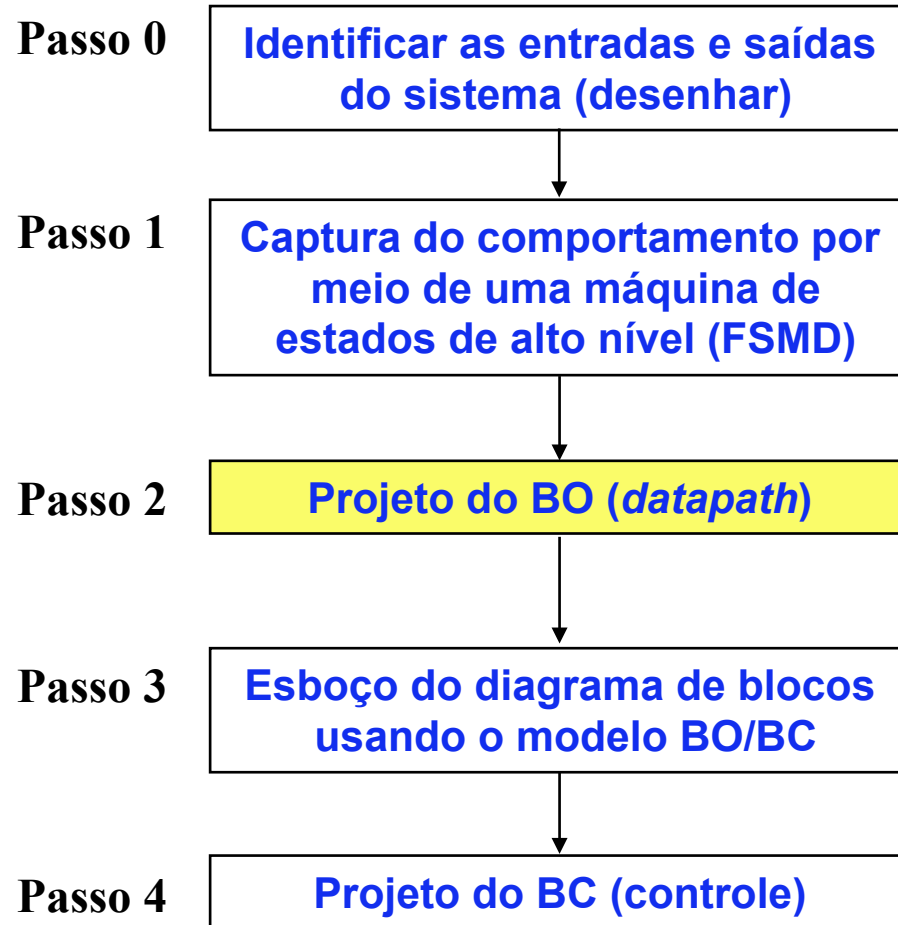 Passo 0
Identificar as entradas e saídas
do sistema (desenhar)
Passo 1
Captura do comportamento por
meio de uma máquina de
estados de alto nível (FSMD)
Passo 2
Projeto do BO (datapath)
Passo 3
Esboço do diagrama de blocos
usando o modelo BO/BC
Passo 4
Projeto do BC (controle)